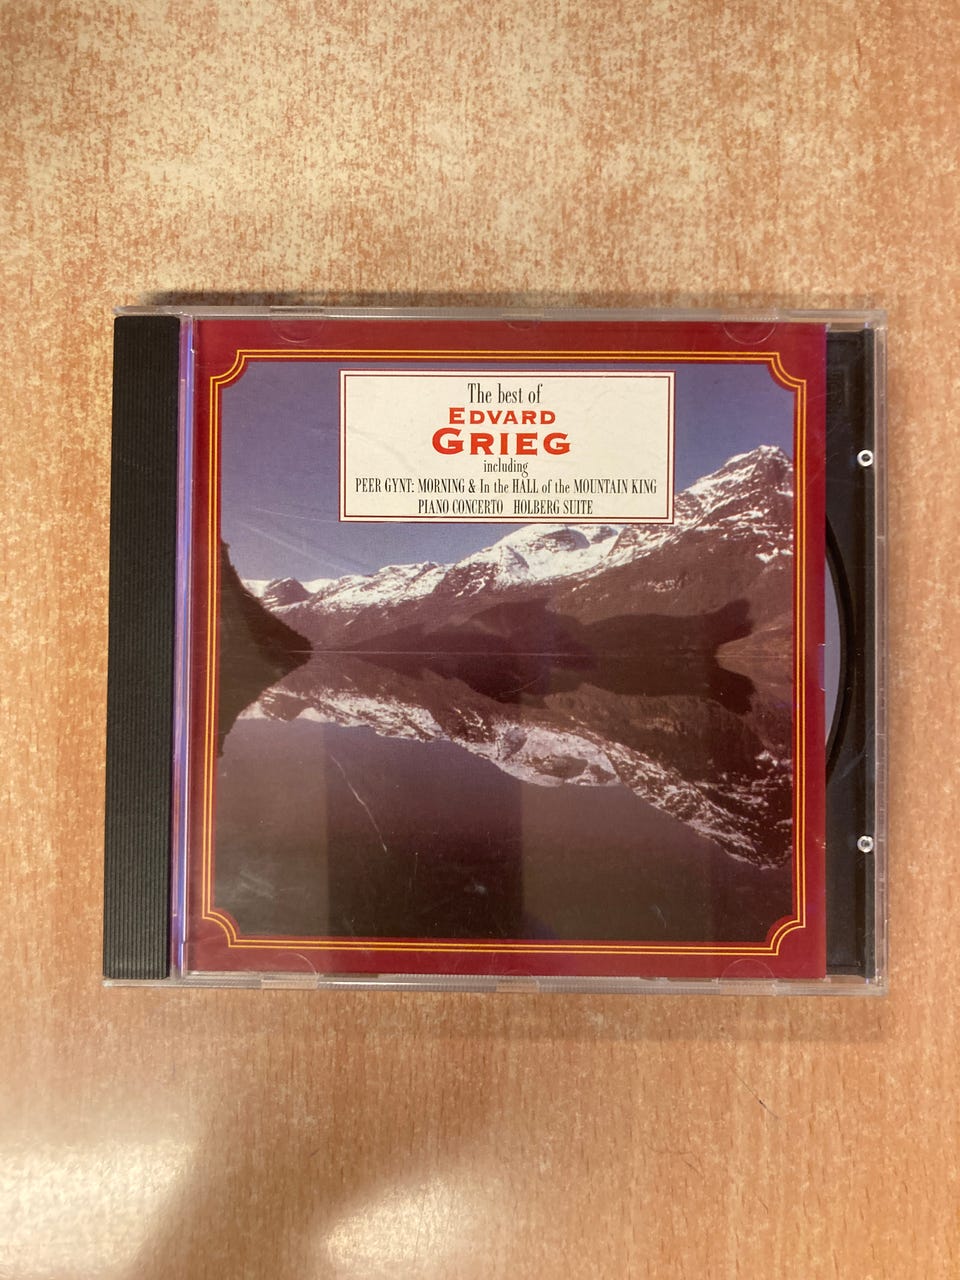 The best of
EDVARD
GRIEG
including
PEER GYNT: MORNING & In the HALL of the MOUNTAIN KING
PIANO CONCERTO HOLBERG SUITE